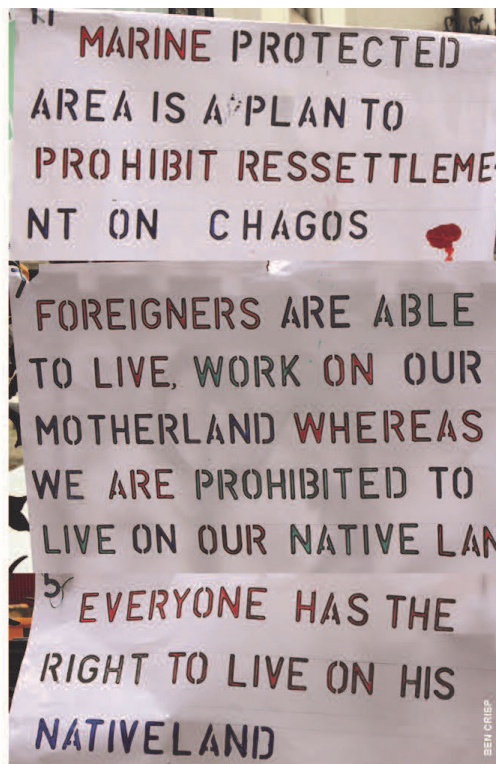 MARINE PROTECTED
AREA IS A PLAN TO
PROHIBIT RESSETTLEME-
NT ON CHAGOS
FOREIGNERS ARE ABLE
TO LIVE, WORK ON OUR
MOTHERLAND WHEREAS
WE ARE PROHIBITED TO
LIVE ON OUR NATIVE LAN
5
EVERYONE HAS THE
RIGHT TO LIVE ON HIS
NATIVELAND
BEN CRISP